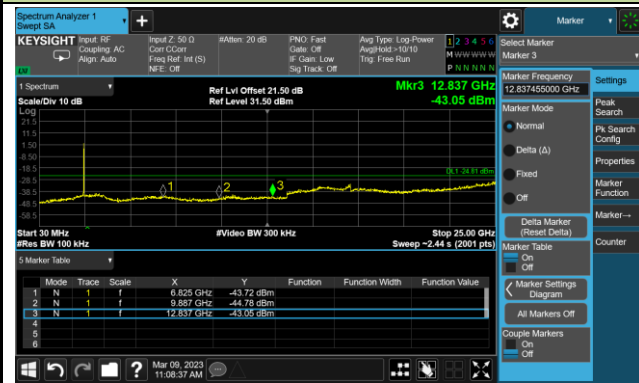 Spectrum Analyzer 1
Swept SA
Marker
KEYSIGHT
Input: RF
Coupling: AC
Align: Auto
Input Z: 50 Ω
Corr CCorr
Freq Ref: Int (S)
NFE: Off
#Atten: 20 dB
PNO: Fast
Gate: Off
IF Gain: Low
Sig Track: Off
Avg Type: Log-Power
Avg|Hold:>10/10
Trig: Free Run
1 2 3 4 5 6
M W W W W W
P N N N N N
LXI
Select Marker
Marker 3
1 Spectrum
Scale/Div 10 dB
Log
Ref Lvl Offset 21.50 dB
Ref Level 31.50 dBm
Mkr3 12.837 GHz
-43.05 dBm
21.5
11.5
1.50
-8.50
-18.5
-28.5
-38.5
-48.5
-58.5
DL1 -24.81 dBm
1
2
3
Start 30 MHz
#Res BW 100 kHz
#Video BW 300 kHz
Stop 25.00 GHz
Sweep ~2.44 s (2001 pts)
5 Marker Table
Mode Trace Scale X Y Function Function Width Function Value
1 N 1 f 6.825 GHz -43.72 dBm
2 N 1 f 9.887 GHz -44.78 dBm
3 N 1 f 12.837 GHz -43.05 dBm
4
5
6
Marker Frequency
12.837455000 GHz
Marker Mode
Normal
Delta (Δ)
Fixed
Off
Delta Marker
(Reset Delta)
Marker Table
On
Off
Marker Settings
Diagram
All Markers Off
Couple Markers
On
Off
Settings
Peak
Search
Pk Search
Config
Properties
Marker
Function
Marker→
Counter
?
Mar 09, 2023
11:08:37 AM